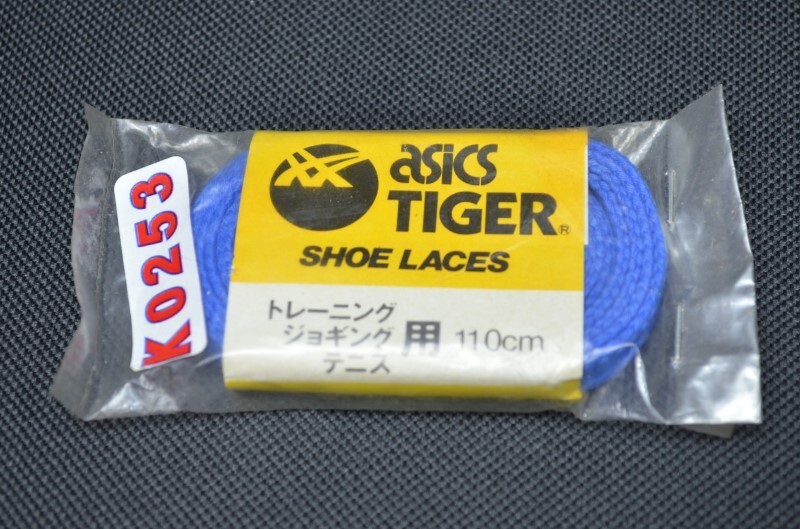 K0253
asics
TIGER®
SHOE LACES
トレーニング
ジョギング 用 110cm
テニス